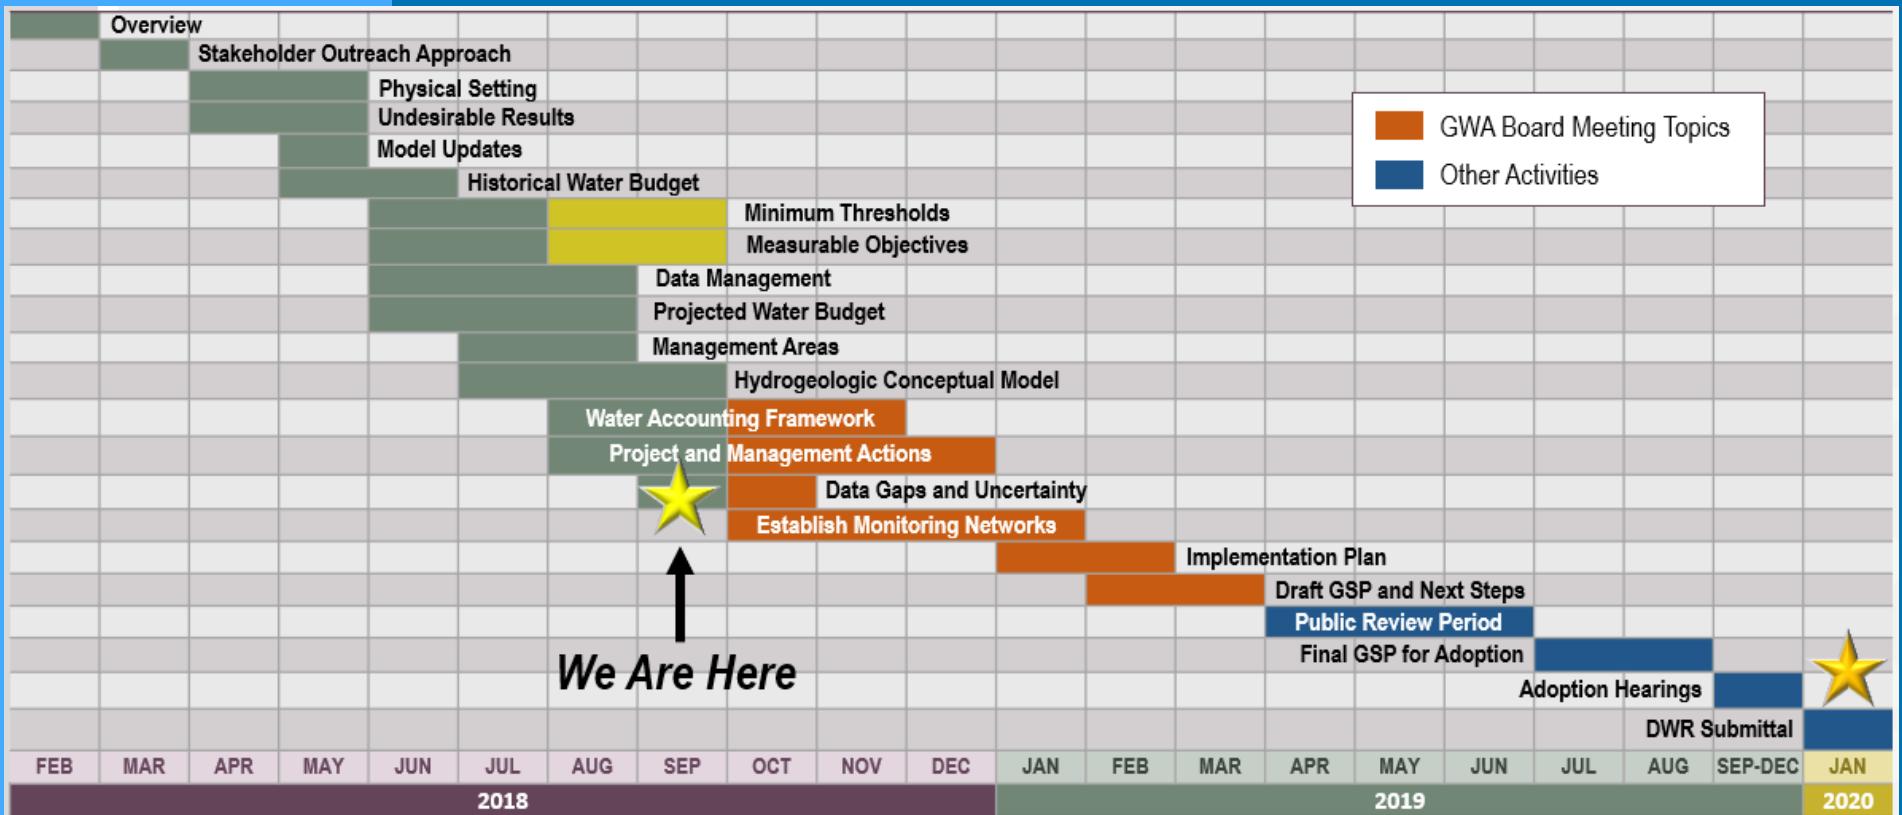 Overview
Stakeholder Outreach Approach
Physical Setting
Undesirable Results
Model Updates
Historical Water Budget
Minimum Thresholds
Measurable Objectives
Data Management
Projected Water Budget
Management Areas
Hydrogeologic Conceptual Model
Water Accounting Framework
Project and Management Actions
Data Gaps and Uncertainty
Establish Monitoring Networks
Implementation Plan
Draft GSP and Next Steps
Public Review Period
Final GSP for Adoption
Adoption Hearings
DWR Submittal
GWA Board Meeting Topics
Other Activities
We Are Here
FEB MAR APR MAY JUN JUL AUG SEP OCT NOV DEC JAN FEB MAR APR MAY JUN JUL AUG SEP-DEC JAN
2018 2019 2020